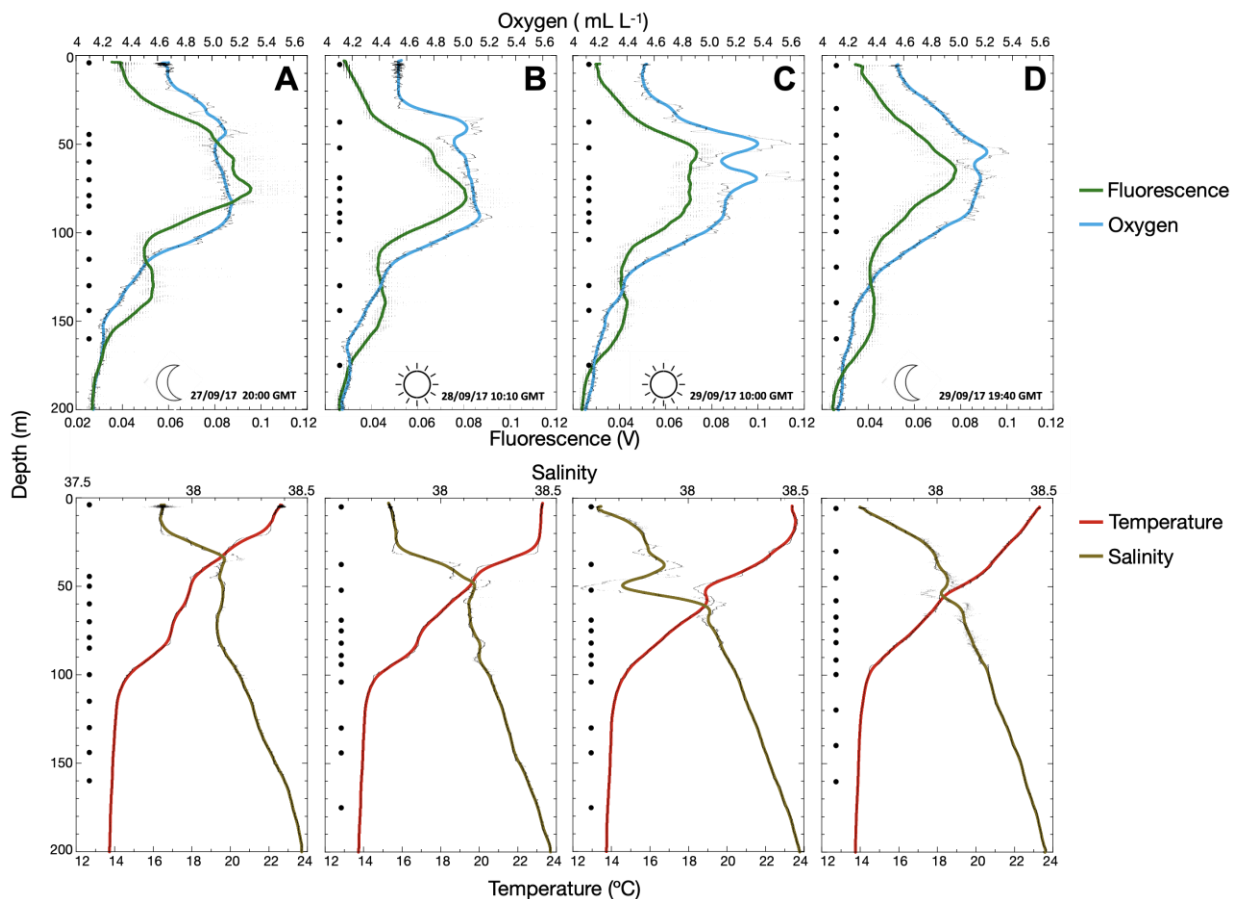 Oxygen ( mL L-1)
4 4.2 4.4 4.6 4.8 5.0 5.2 5.4 5.6 4 4.2 4.4 4.6 4.8 5.0 5.2 5.4 5.6 4 4.2 4.4 4.6 4.8 5.0 5.2 5.4 5.6 4 4.2 4.4 4.6 4.8 5.0 5.2 5.4 5.6
0
A B C D
50
Fluorescence
Oxygen
100
150
27/09/17 20:00 GMT 28/09/17 10:10 GMT 29/09/17 10:00 GMT 29/09/17 19:40 GMT
200
0.02 0.04 0.06 0.08 0.1 0.12 0.04 0.06 0.08 0.1 0.12 0.04 0.06 0.08 0.1 0.12 0.04 0.06 0.08 0.1 0.12
Fluorescence (V)
Depth (m)
Salinity
37.5 38 38.5 38 38.5 38 38.5 38 38.5
0
Temperature
Salinity
50
100
150
200
12 14 16 18 20 22 24 12 14 16 18 20 22 24 12 14 16 18 20 22 24 12 14 16 18 20 22 24
Temperature (ºC)